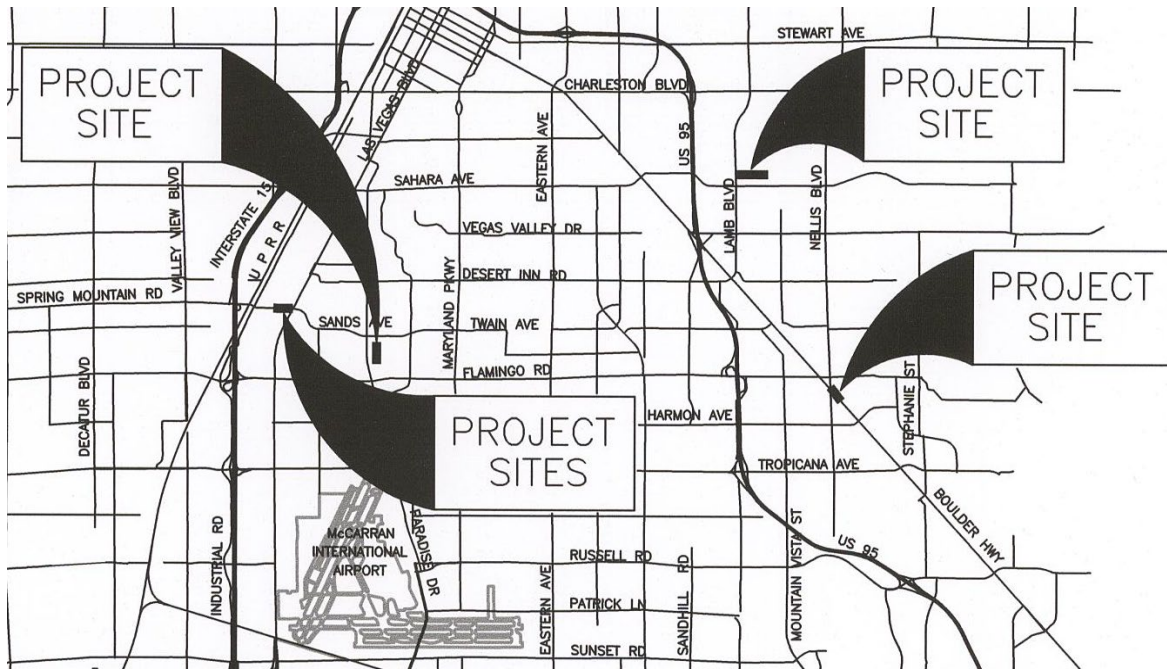 STEWART AVE
PROJECT
SITE
PROJECT
SITE
CHARLESTON BLVD
LAS VEGAS BLVD
EASTERN AVE
US 95
VALLEY VIEW BLVD
INTERSTATE 15
SAHARA AVE
LAMB BLVD
NELLIS BLVD
U P R R
VEGAS VALLEY DR
MARYLAND PKWY
DESERT INN RD
PROJECT
SITE
SPRING MOUNTAIN RD
SANDS AVE
TWAIN AVE
DECATUR BLVD
FLAMINGO RD
STEPHANIE ST
PROJECT
SITES
HARMON AVE
TROPICANA AVE
BOULDER HWY
McCARRAN
INTERNATIONAL
AIRPORT
PARADISE DR
INDUSTRIAL RD
EASTERN AVE
RUSSELL RD
SANDHILL RD
MOUNTAIN VISTA ST
US 95
PATRICK LN
SUNSET RD